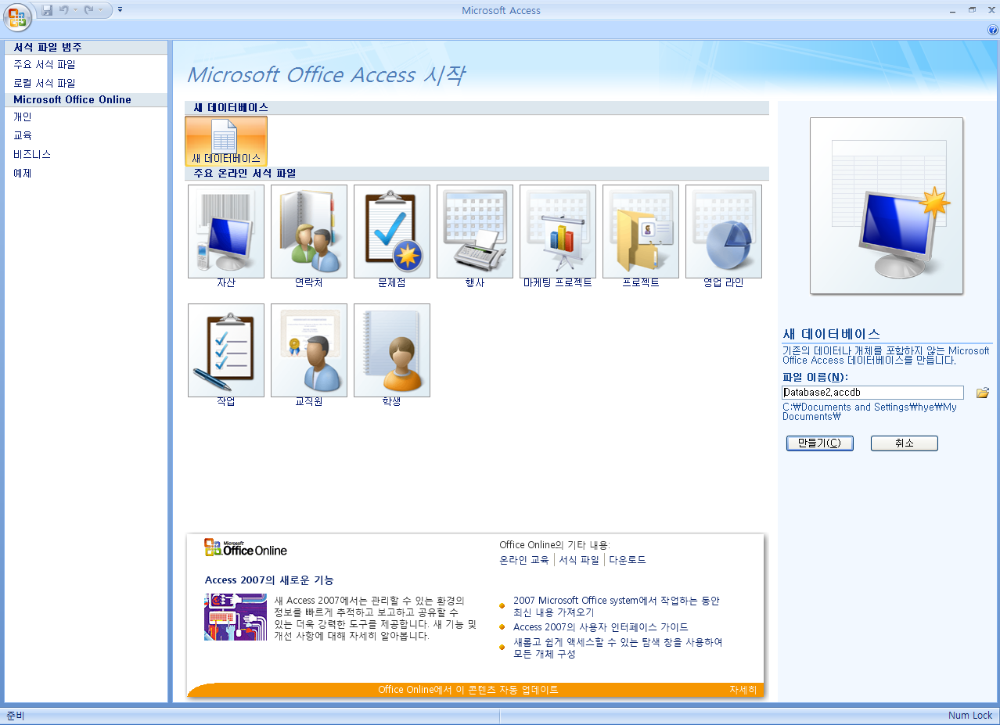 Microsoft Access
서식 파일 범주
주요 서식 파일
로컬 서식 파일
Microsoft Office Online
개인
교육
비즈니스
예제
Microsoft Office Access 시작
새 데이터베이스
새 데이터베이스
주요 온라인 서식 파일
자산 연락처 문제점 행사 마케팅 프로젝트 프로젝트 영업 라인
작업 교직원 학생
새 데이터베이스
기존의 데이터나 개체를 포함하지 않는 Microsoft
Office Access 데이터베이스를 만듭니다.
파일 이름(N):
Database2.accdb
C:₩Documents and Settings₩hye₩My
Documents₩
만들기(C) 취소
Microsoft
Office Online
Access 2007의 새로운 기능
새 Access 2007에서는 관리할 수 있는 환경의
정보를 빠르게 추적하고 보고하고 공유할 수
있는 더욱 강력한 도구를 제공합니다. 새 기능 및
개선 사항에 대해 자세히 알아봅니다.
Office Online의 기타 내용:
온라인 교육 | 서식 파일 | 다운로드
2007 Microsoft Office system에서 작업하는 동안
최신 내용 가져오기
Access 2007의 사용자 인터페이스 가이드
새롭고 쉽게 액세스할 수 있는 탐색 창을 사용하여
모든 개체 구성
Office Online에서 이 콘텐츠 자동 업데이트
자세히
준비
Num Lock